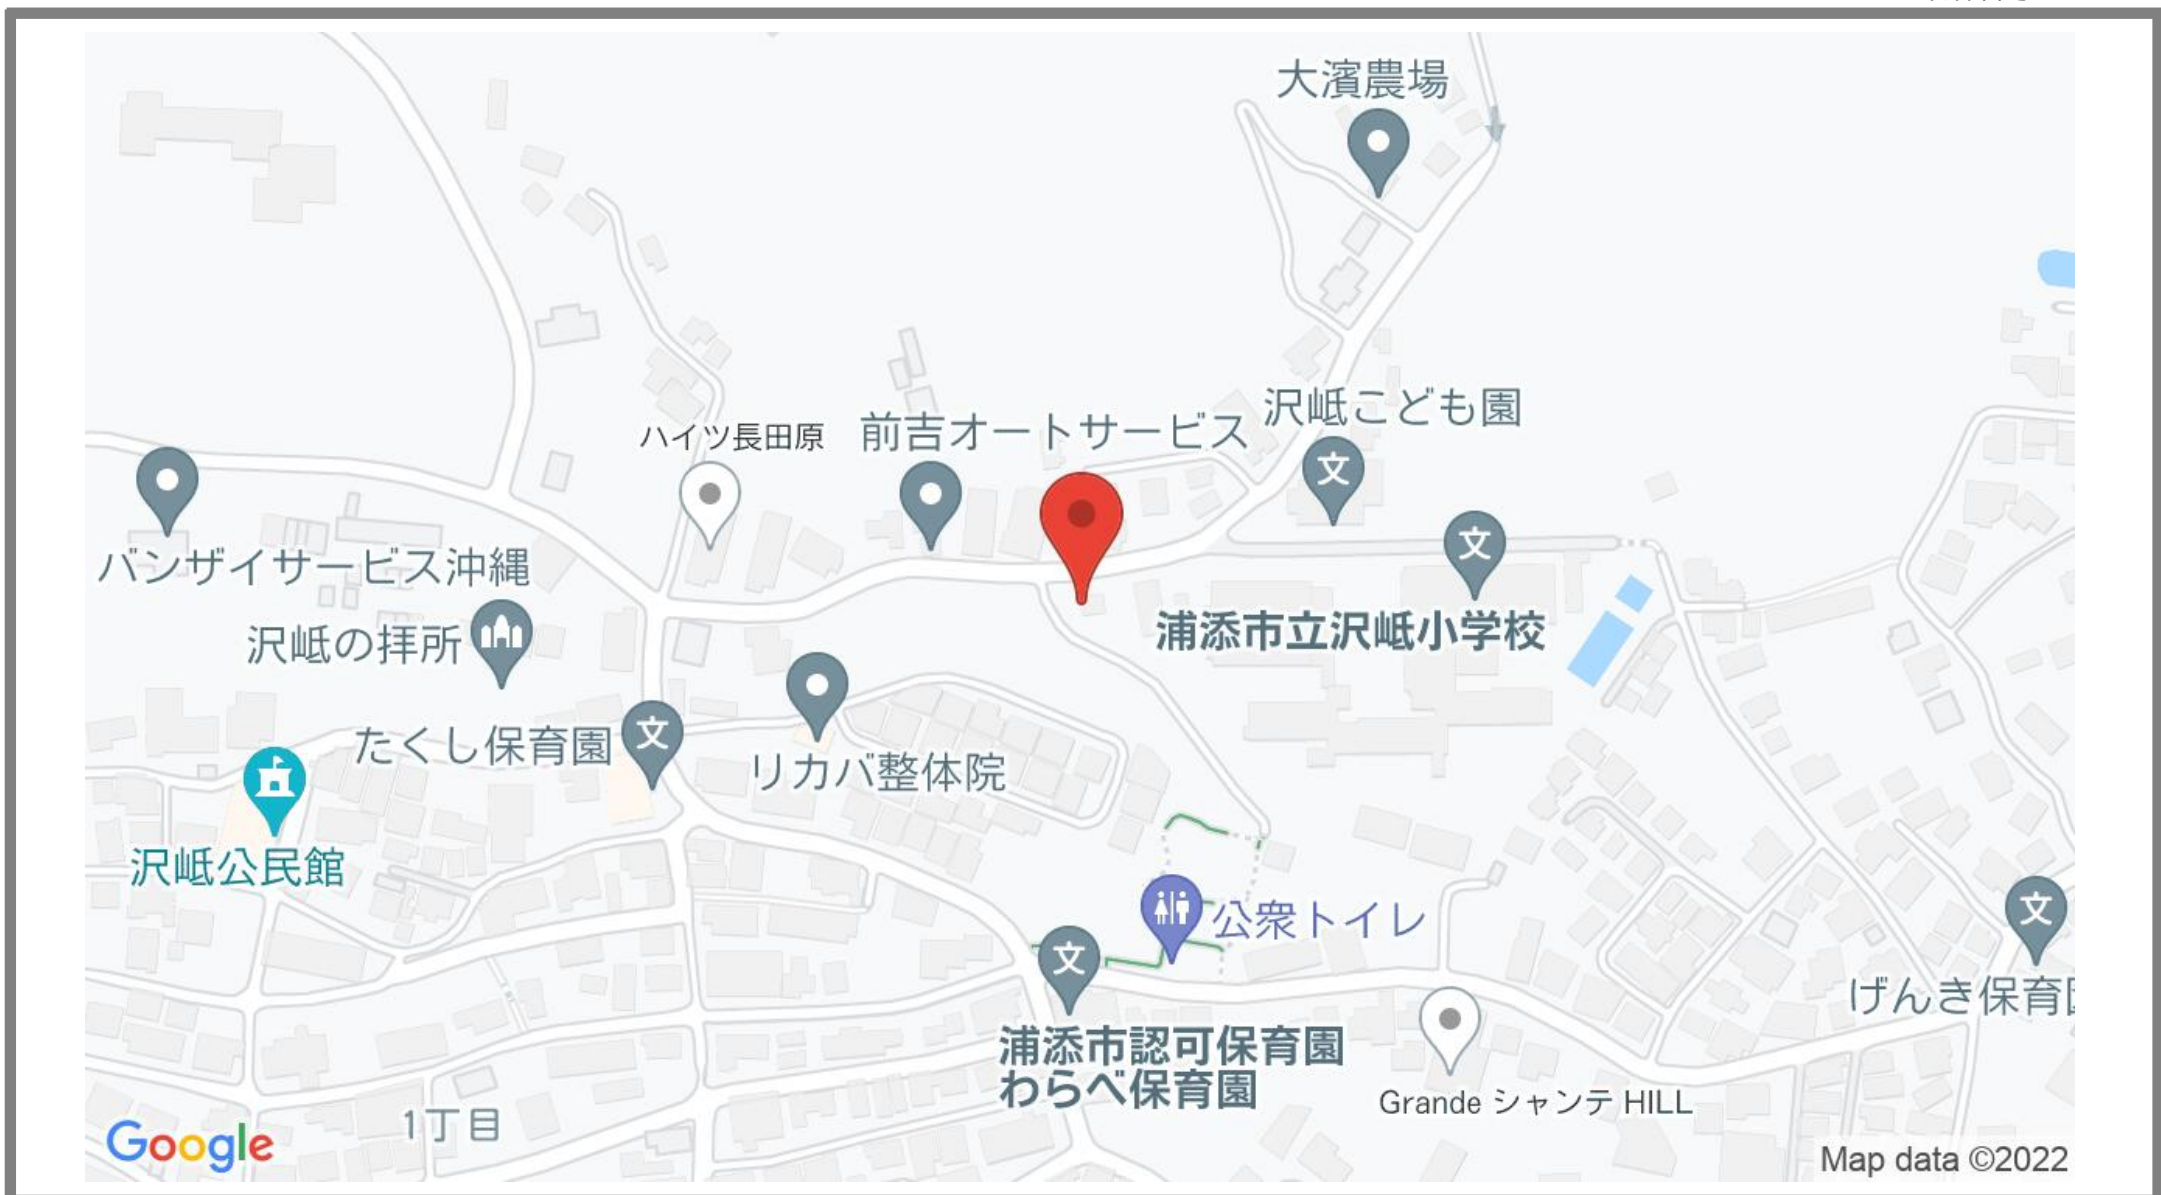 大濱農場
沢岻こども園
前吉オートサービス
ハイツ長田原
バンザイサービス沖縄
沢岻の拝所
浦添市立沢岻小学校
たくし保育園
リカバ整体院
沢岻公民館
公衆トイレ
げんき保育
浦添市認可保育園
わらべ保育園
Grande シャンテ HILL
1丁目
Google
Map data ©2022